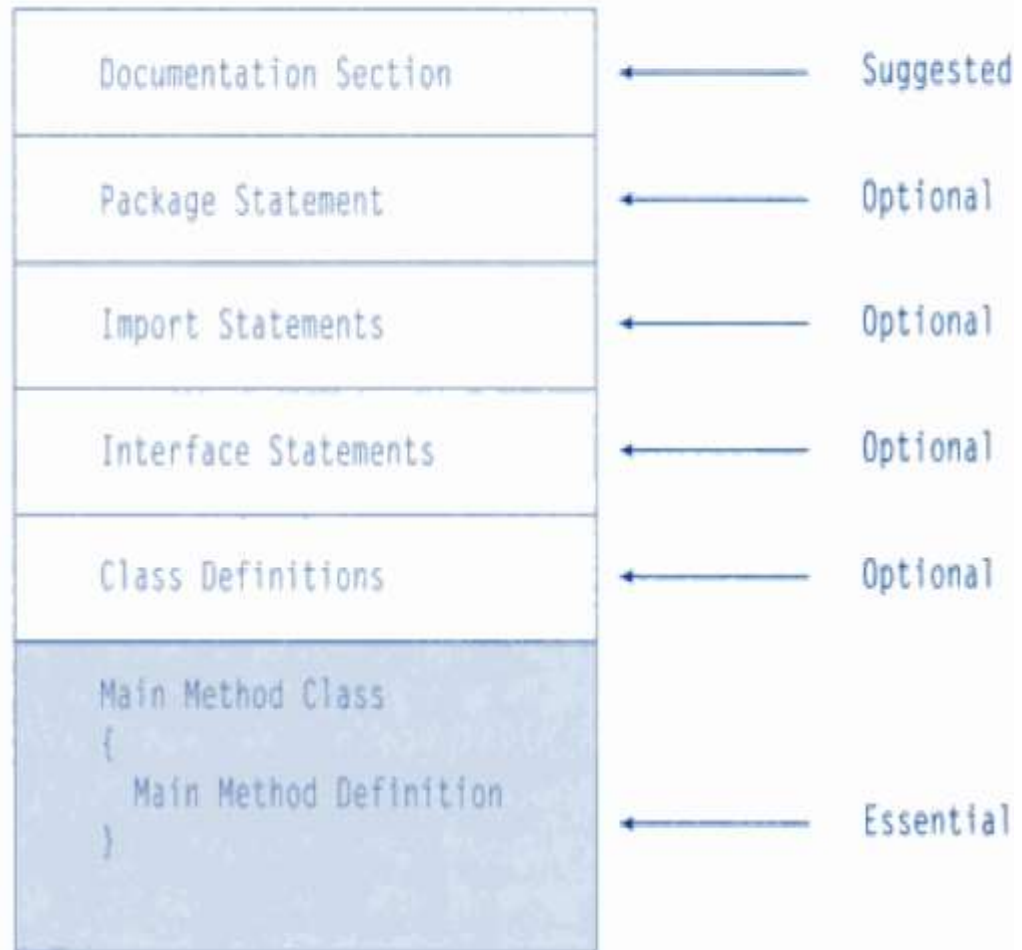 Documentation Section Suggested
Package Statement Optional
Import Statements Optional
Interface Statements Optional
Class Definitions Optional
Main Method Class
{
Main Method Definition
}
Essential